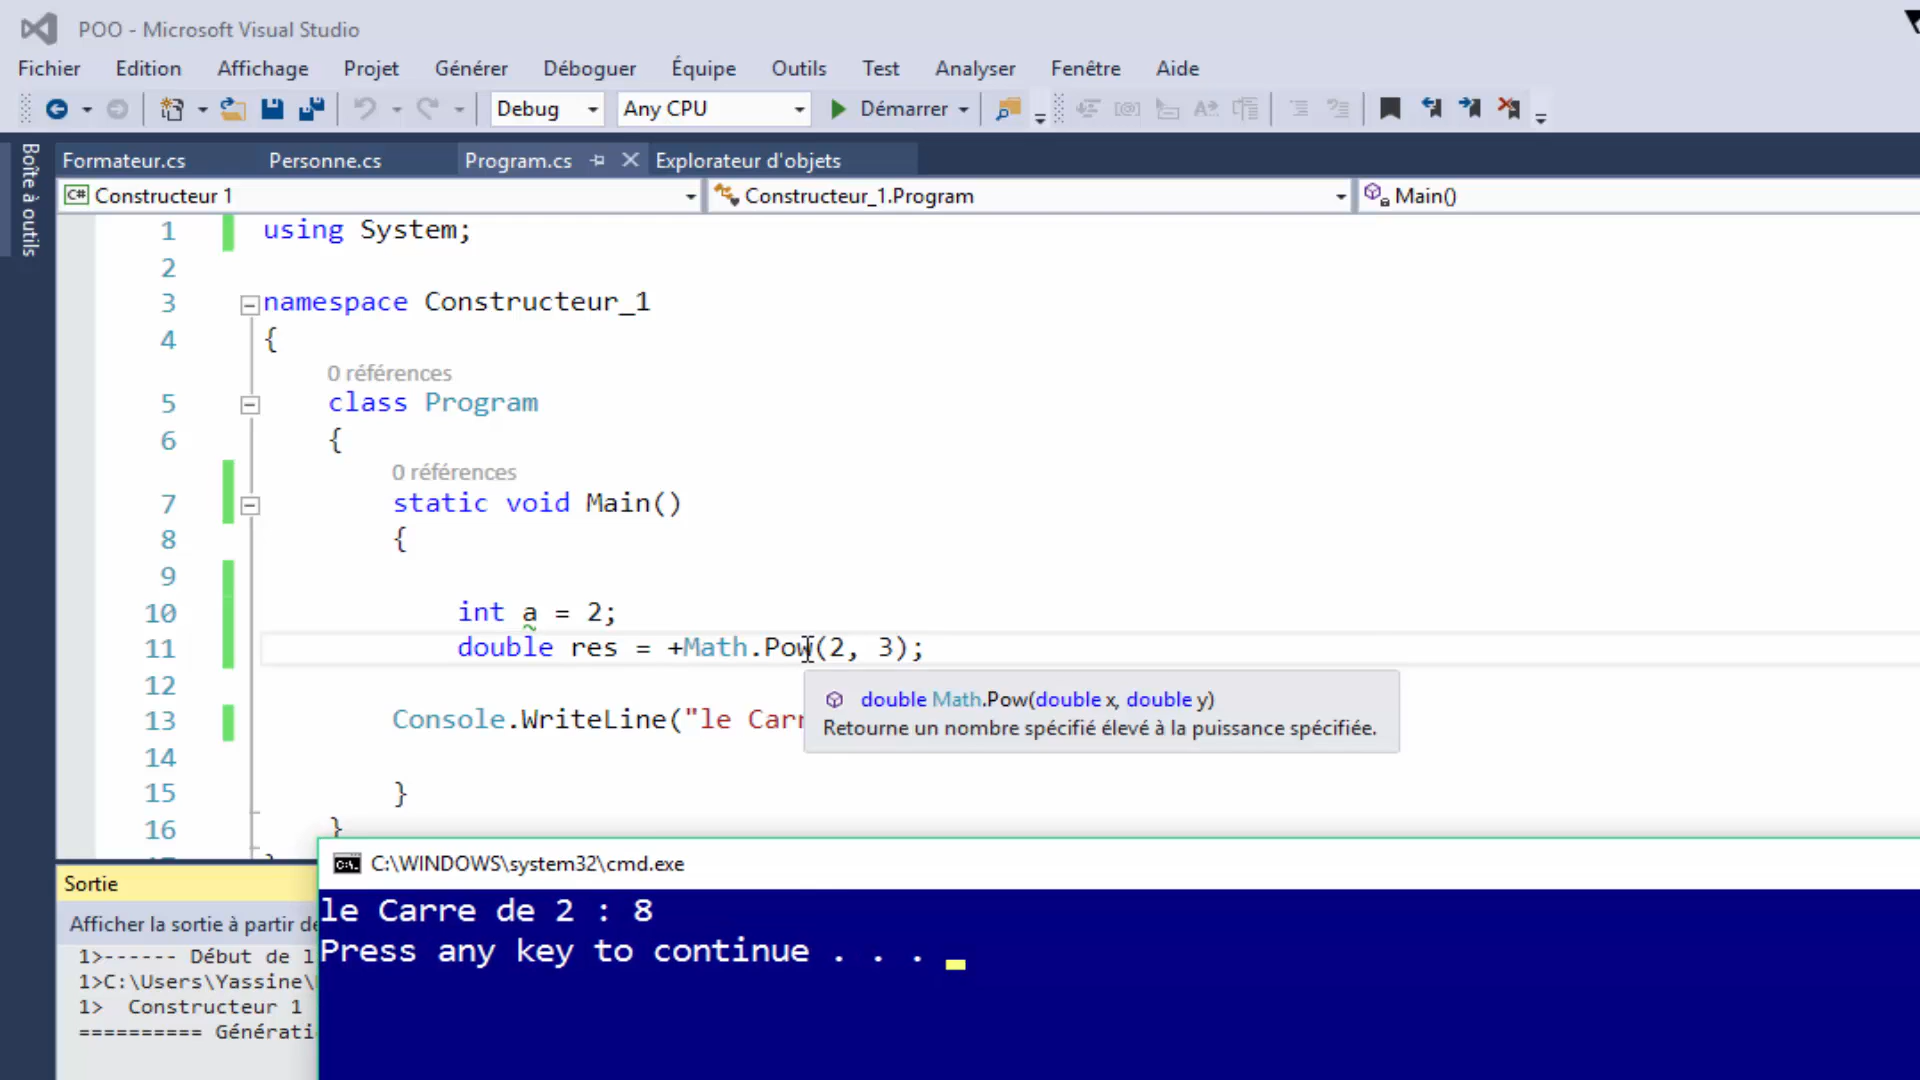 POO - Microsoft Visual Studio
Fichier Edition Affichage Projet Générer Déboguer Équipe Outils Test Analyser Fenêtre Aide
Debug Any CPU Démarrer
Boîte à outils
Formateur.cs Personne.cs Program.cs Explorateur d'objets
C# Constructeur 1 Constructeur_1.Program Main()
1 using System;
2
3 namespace Constructeur_1
4 {
0 références
5 class Program
6 {
0 références
7 static void Main()
8 {
9
10 int a = 2;
11 double res = +Math.Pow(2, 3);
12
double Math.Pow(double x, double y)
13 Console.WriteLine("le Carr
Retourne un nombre spécifié élevé à la puissance spécifiée.
14
15 }
16 }
C:\WINDOWS\system32\cmd.exe
le Carre de 2 : 8
Press any key to continue . . .
Sortie
Afficher la sortie à partir de
1>------ Début de l
1>C:\Users\Yassine\
1> Constructeur 1
========== Générati